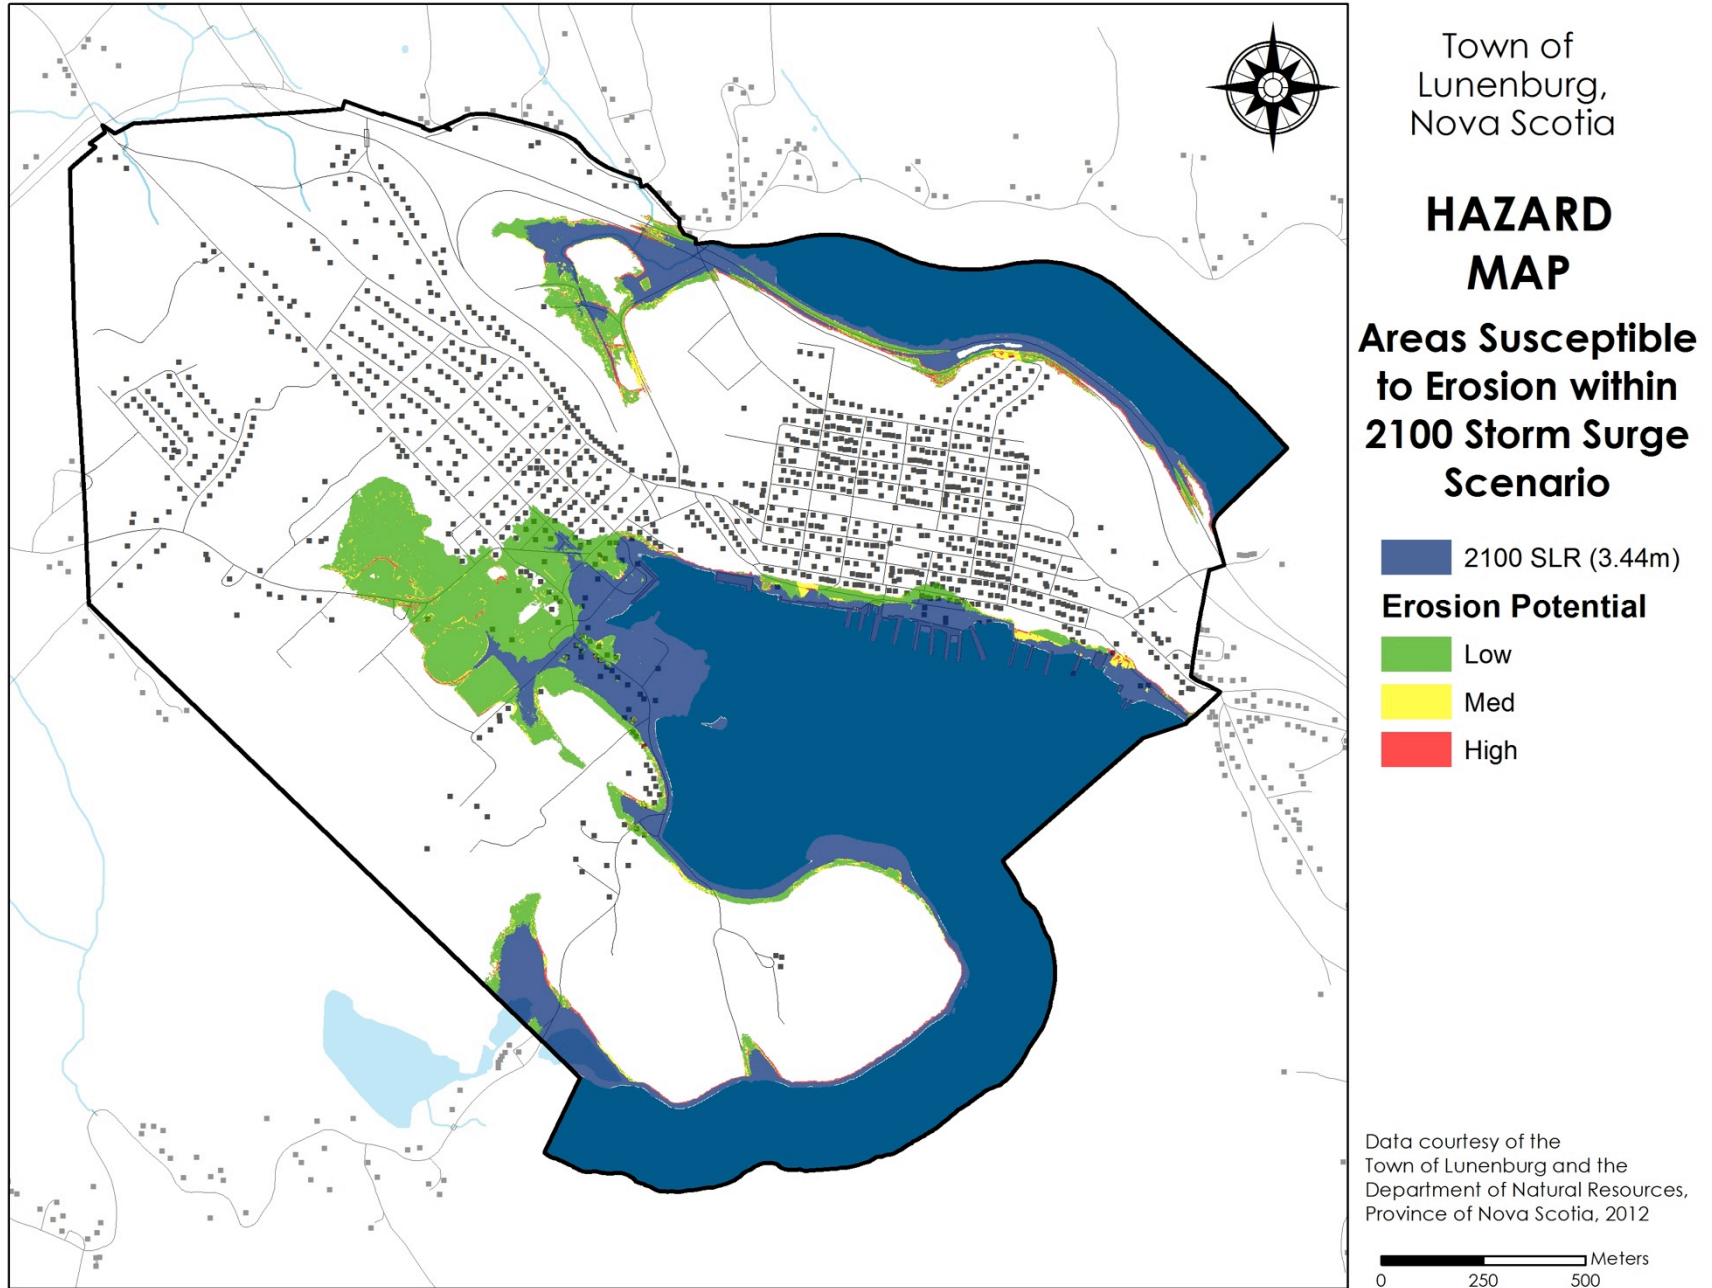 Town of
Lunenburg,
Nova Scotia
HAZARD
MAP
Areas Susceptible
to Erosion within
2100 Storm Surge
Scenario
2100 SLR (3.44m)
Erosion Potential
Low
Med
High
Data courtesy of the
Town of Lunenburg and the
Department of Natural Resources,
Province of Nova Scotia, 2012
Meters
0 250 500